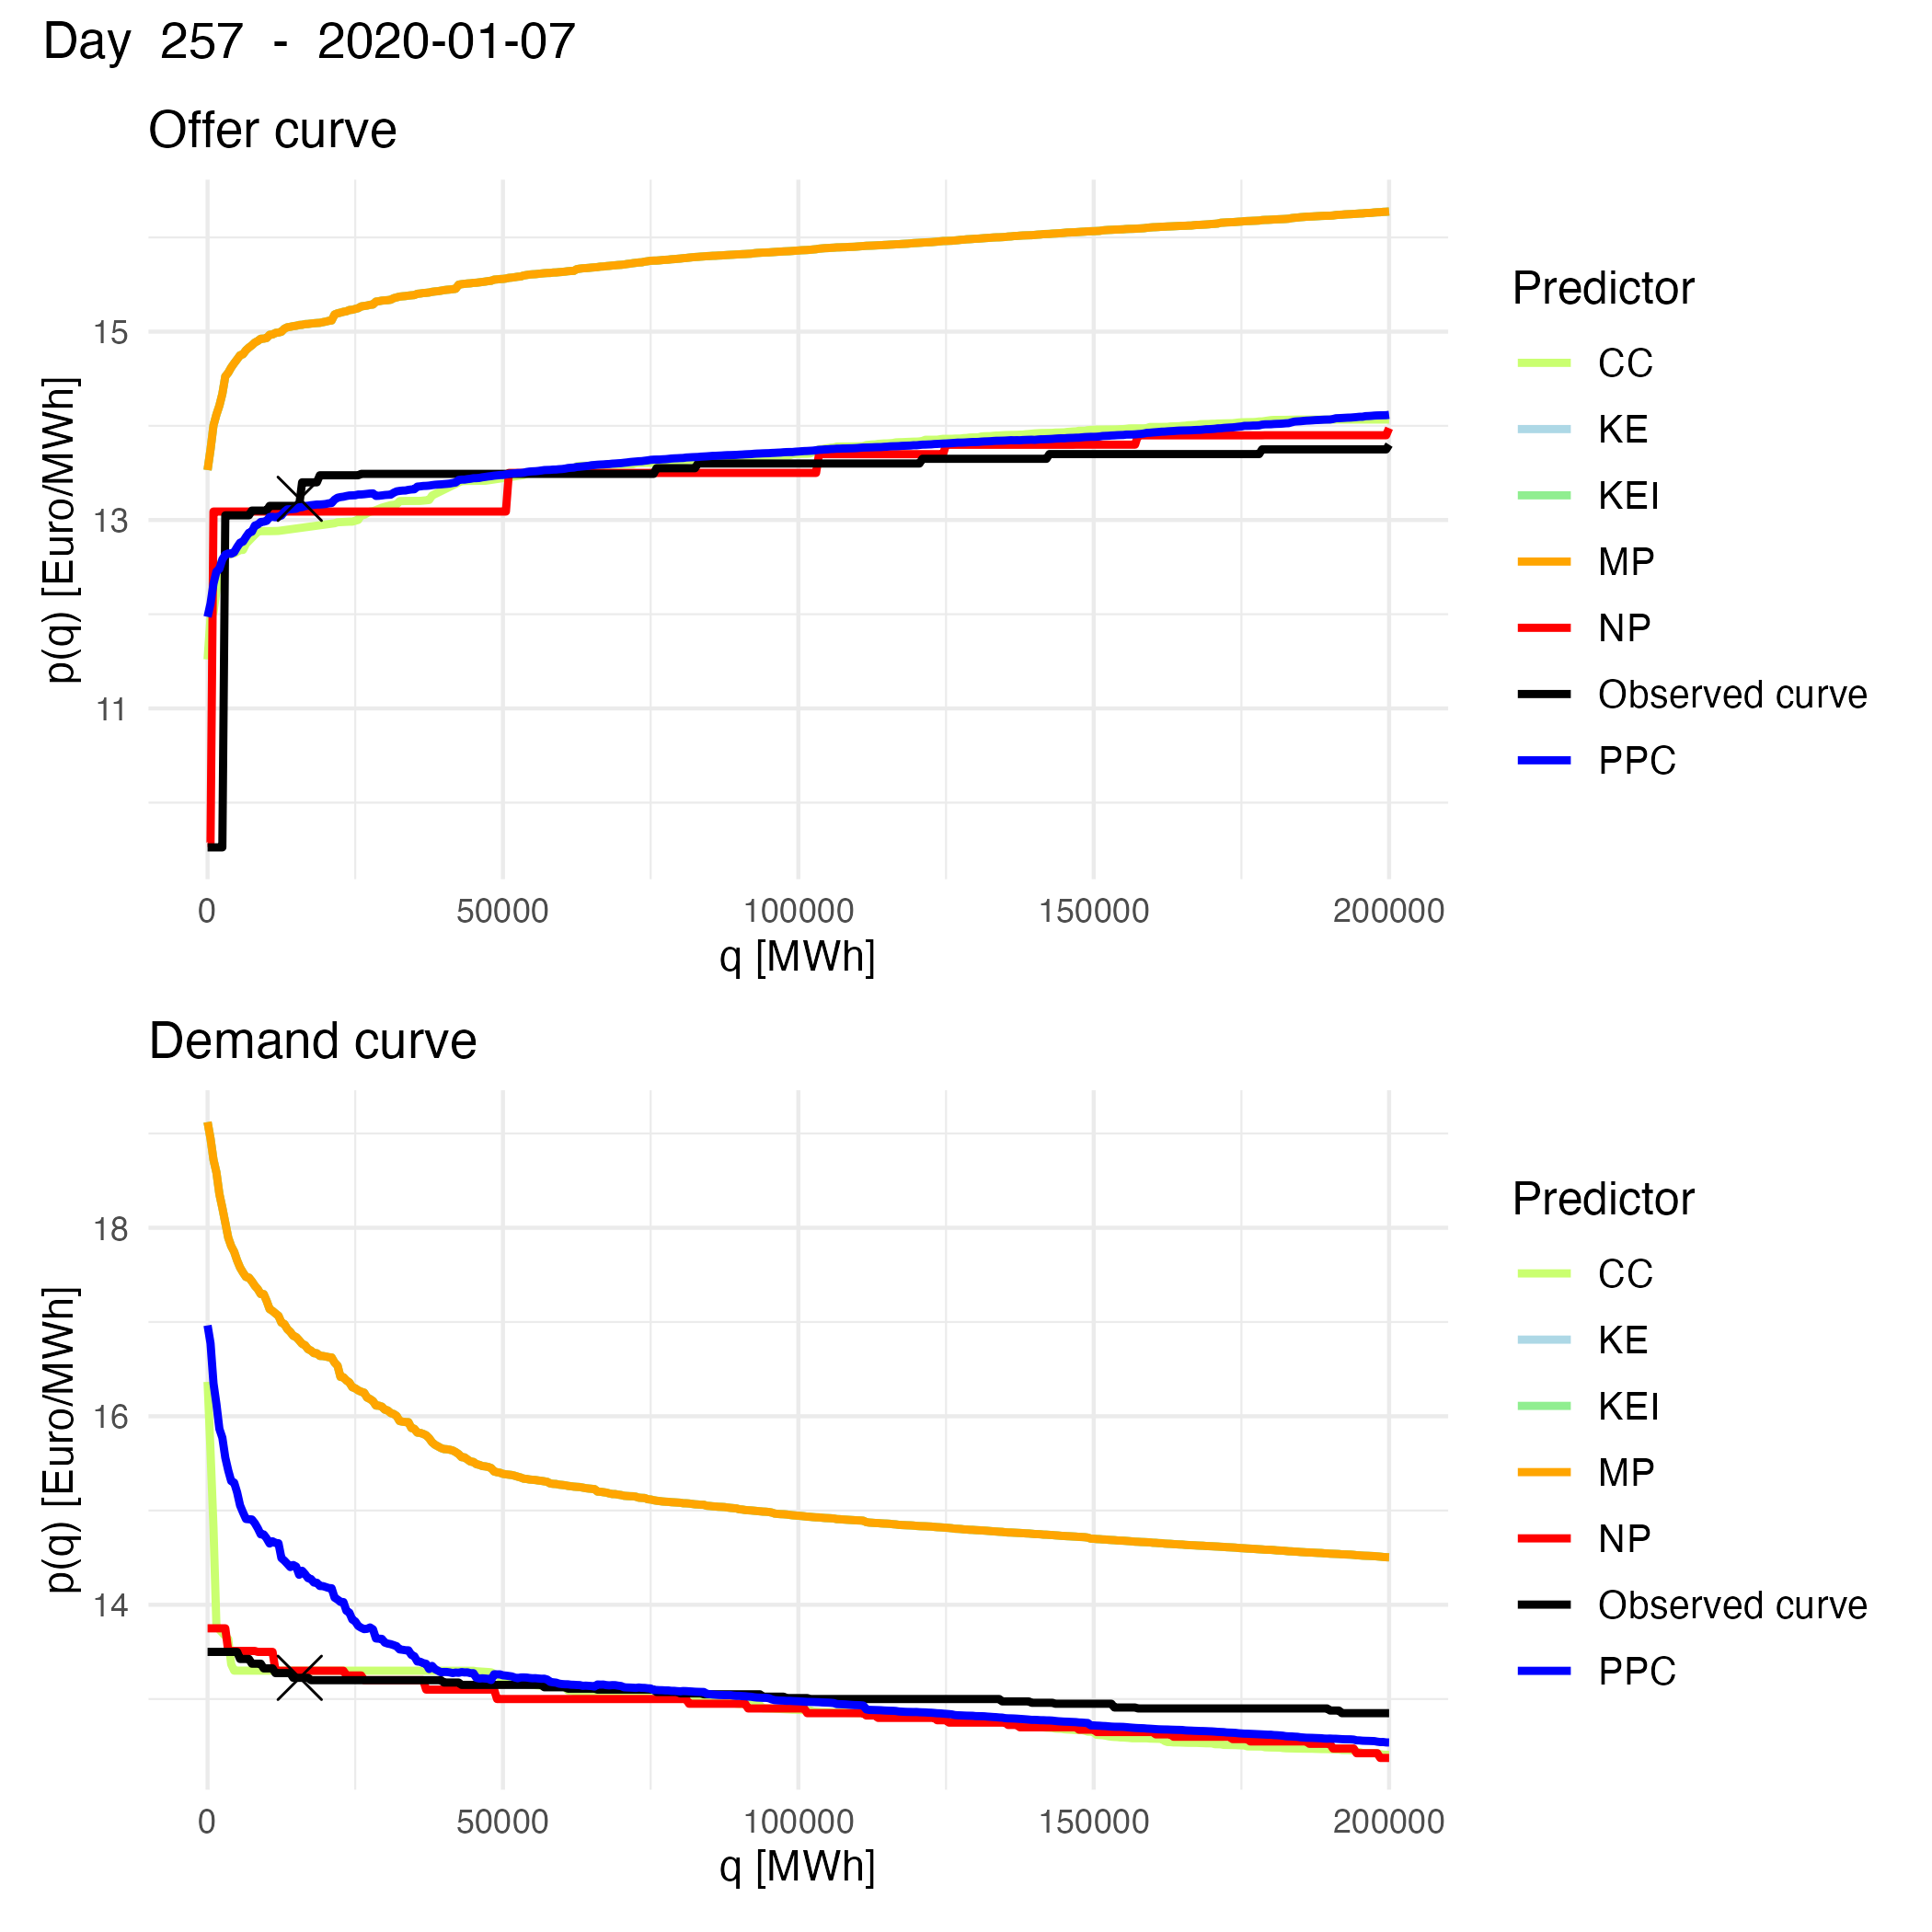 Day 257 - 2020-01-07
Offer curve
p(q) [Euro/MWh]
15
13
11
0 50000 100000 150000 200000
q [MWh]
Predictor
CC
KE
KEI
MP
NP
Observed curve
PPC
Demand curve
p(q) [Euro/MWh]
18
16
14
0 50000 100000 150000 200000
q [MWh]
Predictor
CC
KE
KEI
MP
NP
Observed curve
PPC